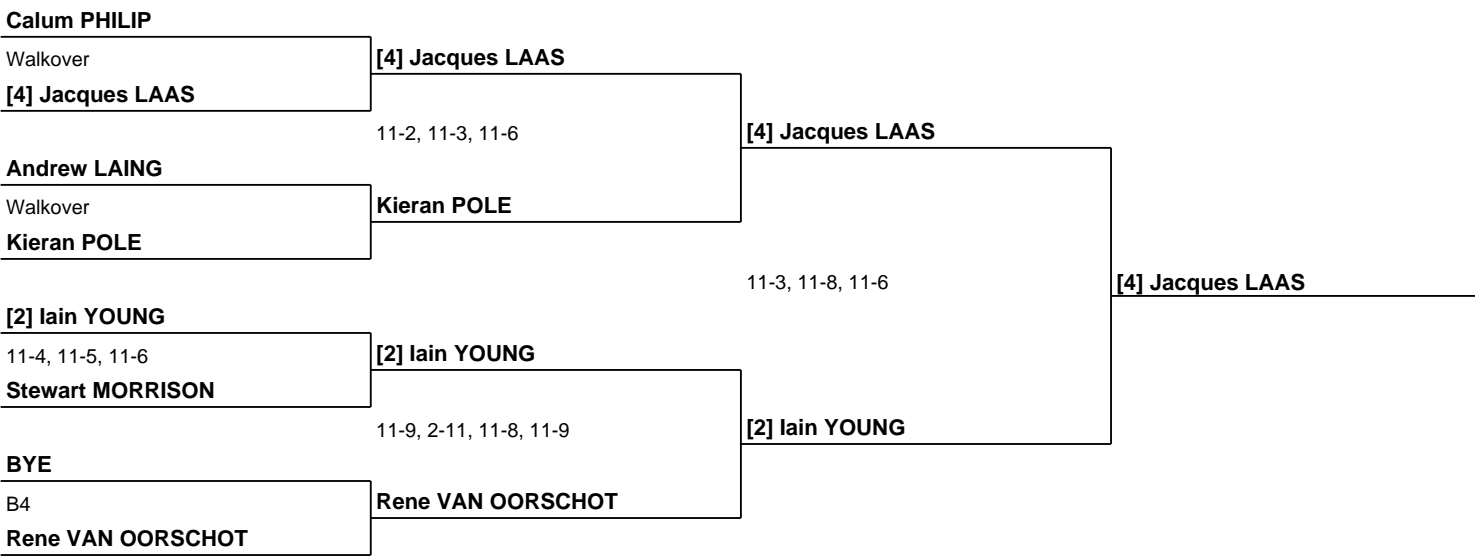 Calum PHILIP
Walkover
[4] Jacques LAAS
[4] Jacques LAAS
11-2, 11-3, 11-6
[4] Jacques LAAS
Andrew LAING
Walkover
Kieran POLE
Kieran POLE
11-3, 11-8, 11-6
[4] Jacques LAAS
[2] Iain YOUNG
11-4, 11-5, 11-6
[2] Iain YOUNG
Stewart MORRISON
11-9, 2-11, 11-8, 11-9
[2] Iain YOUNG
BYE
B4
Rene VAN OORSCHOT
Rene VAN OORSCHOT